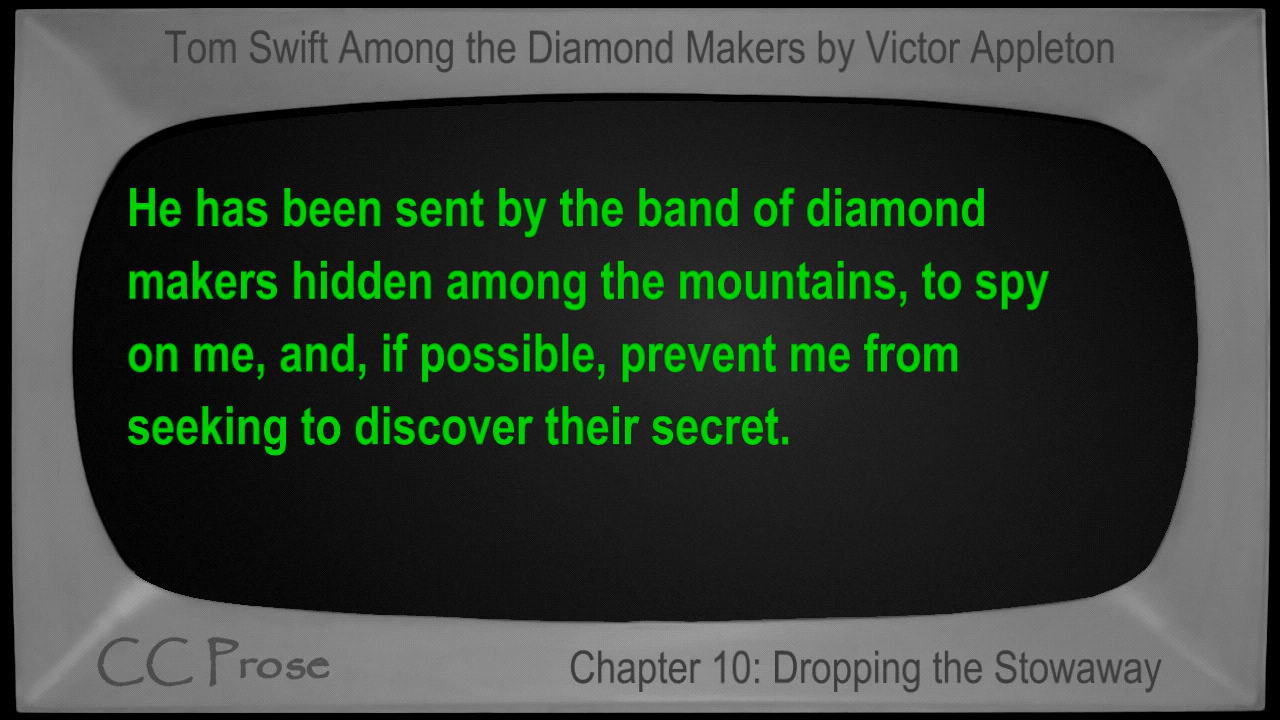 Tom Swift Among the Diamond Makers by Victor Appleton
He has been sent by the band of diamond
makers hidden among the mountains, to spy
on me, and, if possible, prevent me from
seeking to discover their secret.
CC Prose
Chapter 10: Dropping the Stowaway